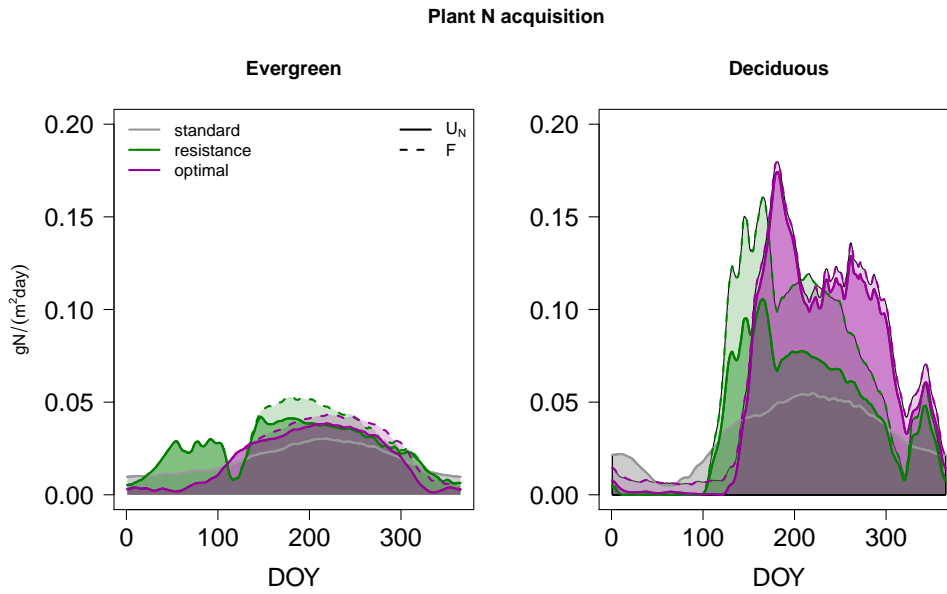 Plant N acquisition
Evergreen
Deciduous
gN/(m²day)
0.20
0.15
0.10
0.05
0.00
standard
resistance
optimal
U_N
F
0 100 200 300
DOY
0.20
0.15
0.10
0.05
0.00
0 100 200 300
DOY